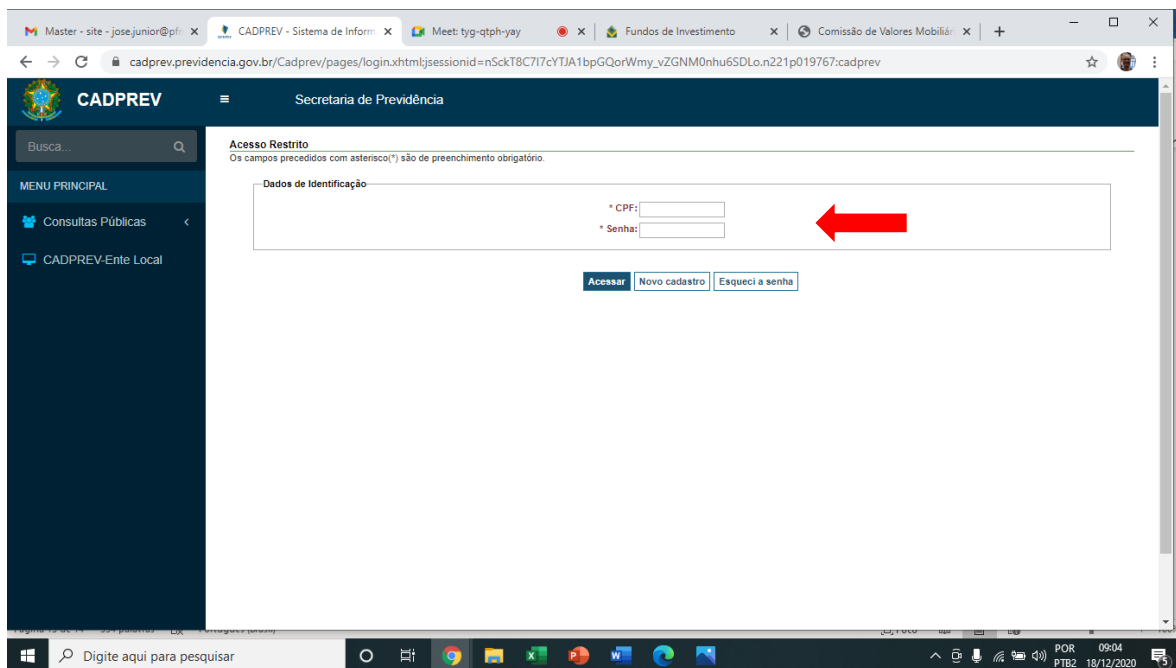 Master - site - jose.junior@pfr
CADPREV - Sistema de Inform
Meet: tyg-qtph-yay
Fundos de Investimento
Comissão de Valores Mobiliár
cadprev.previdencia.gov.br/Cadprev/pages/login.xhtml;jsessionid=nSckT8C7I7cYTJA1bpGQorWmy_vZGNM0nhu6SDLo.n221p019767:cadprev
CADPREV
Secretaria de Previdência
Busca...
MENU PRINCIPAL
Consultas Públicas
CADPREV-Ente Local
Acesso Restrito
Os campos precedidos com asterisco(*) são de preenchimento obrigatório.
Dados de Identificação
* CPF:
* Senha:
Acessar Novo cadastro Esqueci a senha
Digite aqui para pesquisar
POR 09:04
PTB2 18/12/2020